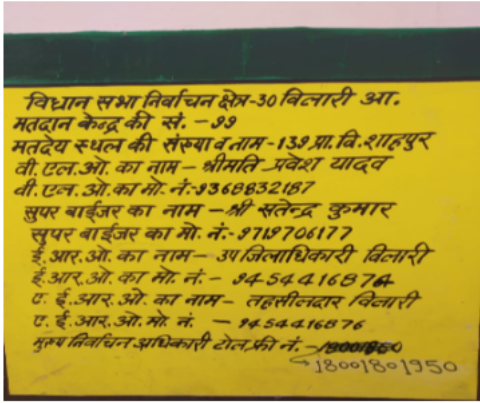 विधान सभा निर्वाचन क्षेत्र-30 विलारी आ.
मतदान केन्द्र की सं. -99
मतदेय स्थल की संख्या व नाम -139 प्रा. वि. शाहपुर
वी. एल. ओ. का नाम - श्रीमति प्रवेश यादव
वी. एल. ओ. का मो. नं:-9368832187
सुपर बाईजर का नाम - श्री सतेन्द्र कुमार
सुपर बाईजर का मो. नं:-9719706177
ई. आर. ओ. का नाम - उप जिलाधिकारी विलारी
ई. आर. ओ. का मो. नं. - 9454416874
ए. ई. आर. ओ. का नाम - तहसीलदार विलारी
ए. ई. आर. ओ. मो. नं. - 9454416876
मुख्य निर्वाचन अधिकारी टोल फ्री नं. -
18001801950